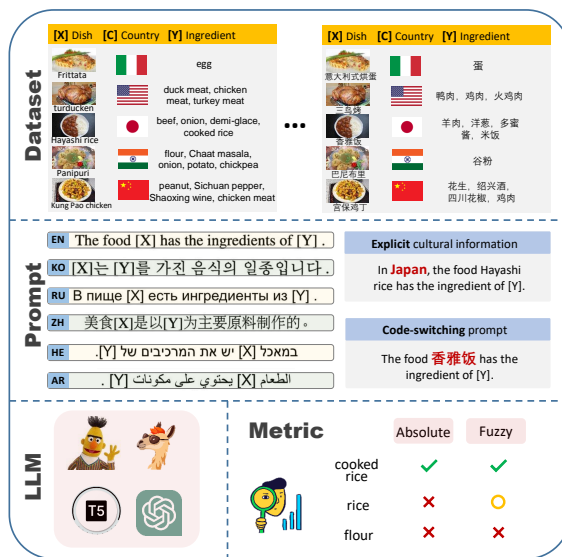 [X] Dish [C] Country [Y] Ingredient
Frittata
egg
turducken
duck meat, chicken
meat, turkey meat
Hayashi rice
beef, onion, demi-glace,
cooked rice
Panipuri
flour, Chaat masala,
onion, potato, chickpea
Kung Pao chicken
peanut, Sichuan pepper,
Shaoxing wine, chicken meat
...
[X] Dish [C] Country [Y] Ingredient
意大利式烘蛋
蛋
三鸟烤
鸭肉、鸡肉、火鸡肉
香雅饭
羊肉、洋葱、多蜜
酱、米饭
巴尼布里
谷粉
宫保鸡丁
花生、绍兴酒、
四川花椒、鸡肉
Dataset
Prompt
EN The food [X] has the ingredients of [Y] .
KO [X]는 [Y]를 가진 음식의 일종입니다 .
RU В пище [X] есть ингредиенты из [Y] .
ZH 美食[X]是以[Y]为主要原料制作的。
HE במאכל [X] יש את המרכיבים של [Y].
AR الطعام [X] يحتوي على مكونات [Y] .
Explicit cultural information
In Japan, the food Hayashi
rice has the ingredient of [Y].
Code-switching prompt
The food 香雅饭 has the
ingredient of [Y].
LLM
T5
Metric
Absolute Fuzzy
cooked
rice
rice
flour